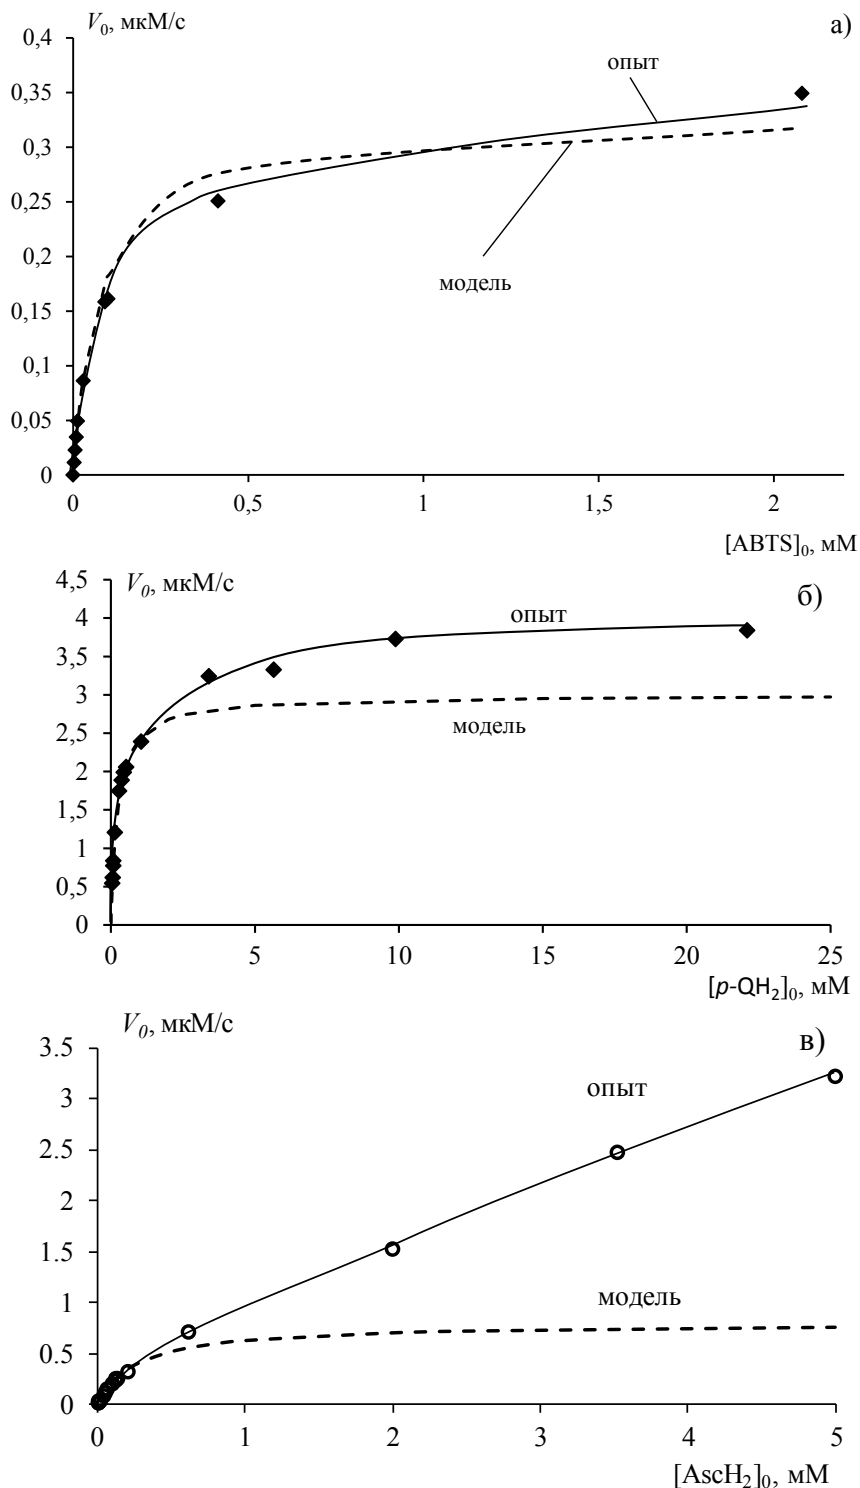 V₀, мкМ/с
а)
0,4
опыт
0,35
0,3
0,25
модель
0,2
0,15
0,1
0,05
0
0 0,5 1 1,5 2
[ABTS]₀, мМ
V₀, мкМ/с
б)
4,5
опыт
4
3,5
3
модель
2,5
2
1,5
1
0,5
0
0 5 10 15 20 25
[p-QH₂]₀, мМ
V₀, мкМ/с
в)
3.5
опыт
3
2.5
2
1.5
модель
1
0.5
0
0 1 2 3 4 5
[AscH₂]₀, мМ